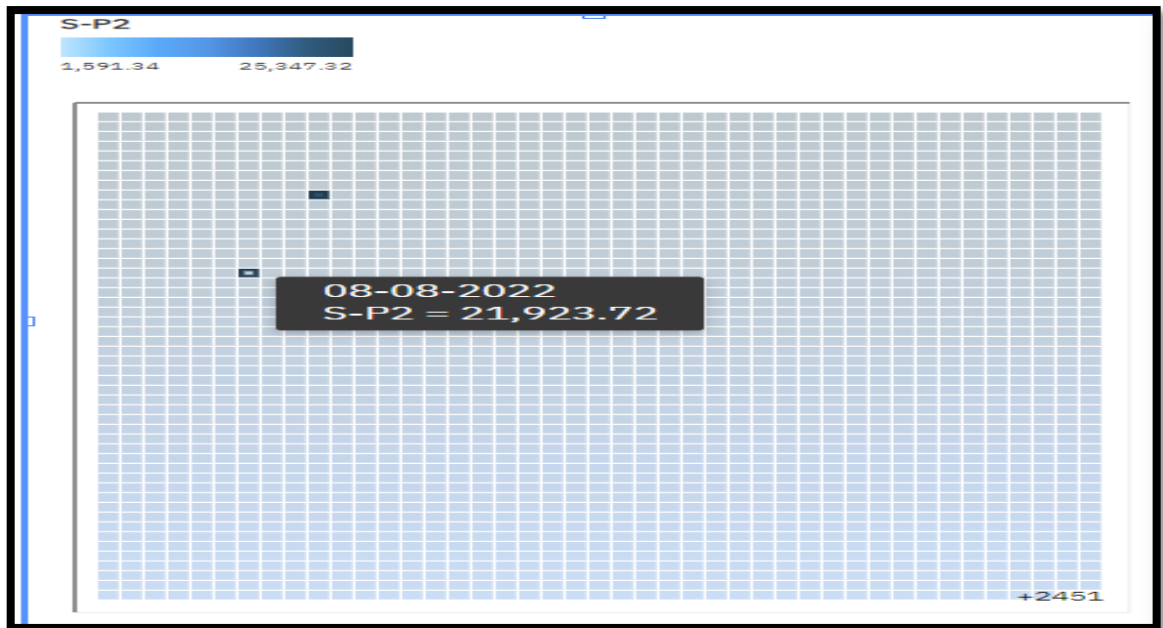 S-P2
1,591.34 25,347.32
08-08-2022
S-P2 = 21,923.72
+2451